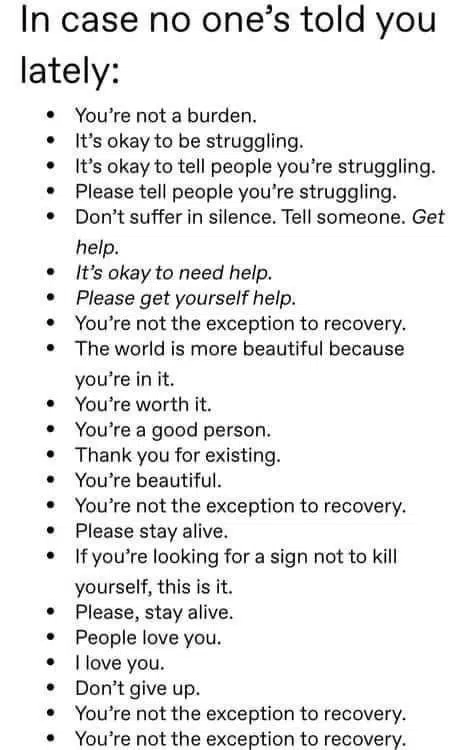 In case no one’s told you
lately:
• You’re not a burden.
• It’s okay to be struggling.
• It’s okay to tell people you’re struggling.
• Please tell people you’re struggling.
• Don’t suffer in silence. Tell someone. Get
help.
• It’s okay to need help.
• Please get yourself help.
• You’re not the exception to recovery.
• The world is more beautiful because
you’re in it.
• You’re worth it.
• You’re a good person.
• Thank you for existing.
• You’re beautiful.
• You’re not the exception to recovery.
• Please stay alive.
• If you’re looking for a sign not to kill
yourself, this is it.
• Please, stay alive.
• People love you.
• I love you.
• Don’t give up.
• You’re not the exception to recovery.
• You’re not the exception to recovery.